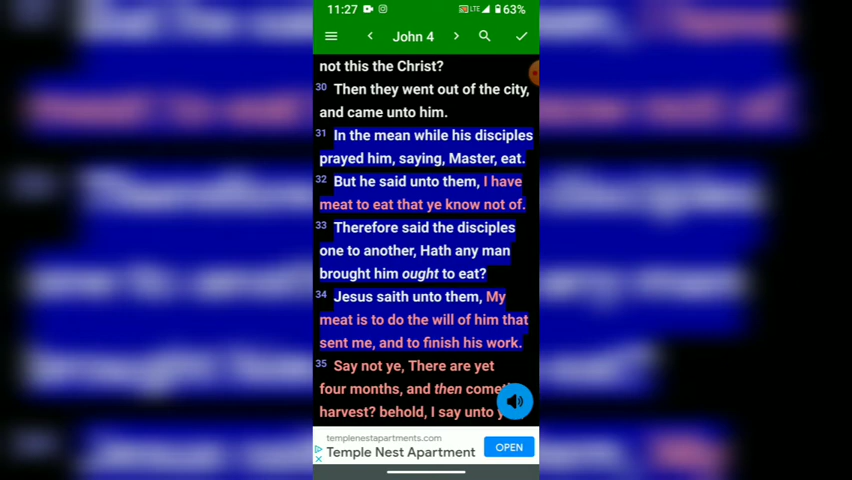 11:27 LTE 63%
John 4
not this the Christ?
30 Then they went out of the city,
and came unto him.
31 In the mean while his disciples
prayed him, saying, Master, eat.
32 But he said unto them, I have
meat to eat that ye know not of.
33 Therefore said the disciples
one to another, Hath any man
brought him ought to eat?
34 Jesus saith unto them, My
meat is to do the will of him that
sent me, and to finish his work.
35 Say not ye, There are yet
four months, and then cometh
harvest? behold, I say unto
templenestapartments.com
Temple Nest Apartment
OPEN